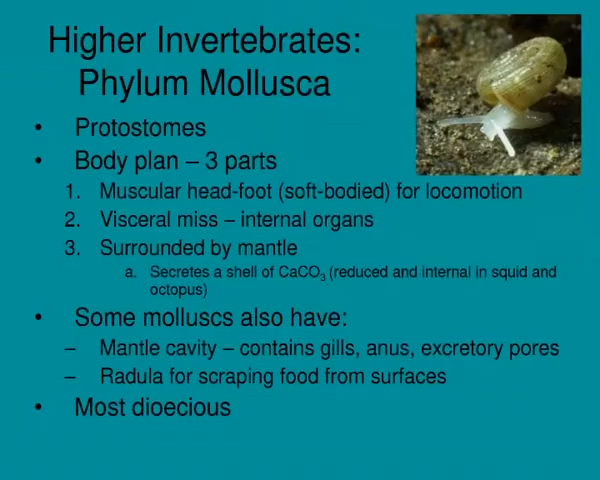 Higher Invertebrates:
Phylum Mollusca
• Protostomes
• Body plan – 3 parts
1. Muscular head-foot (soft-bodied) for locomotion
2. Visceral miss – internal organs
3. Surrounded by mantle
a. Secretes a shell of CaCO₃ (reduced and internal in squid and
octopus)
• Some molluscs also have:
– Mantle cavity – contains gills, anus, excretory pores
– Radula for scraping food from surfaces
• Most dioecious